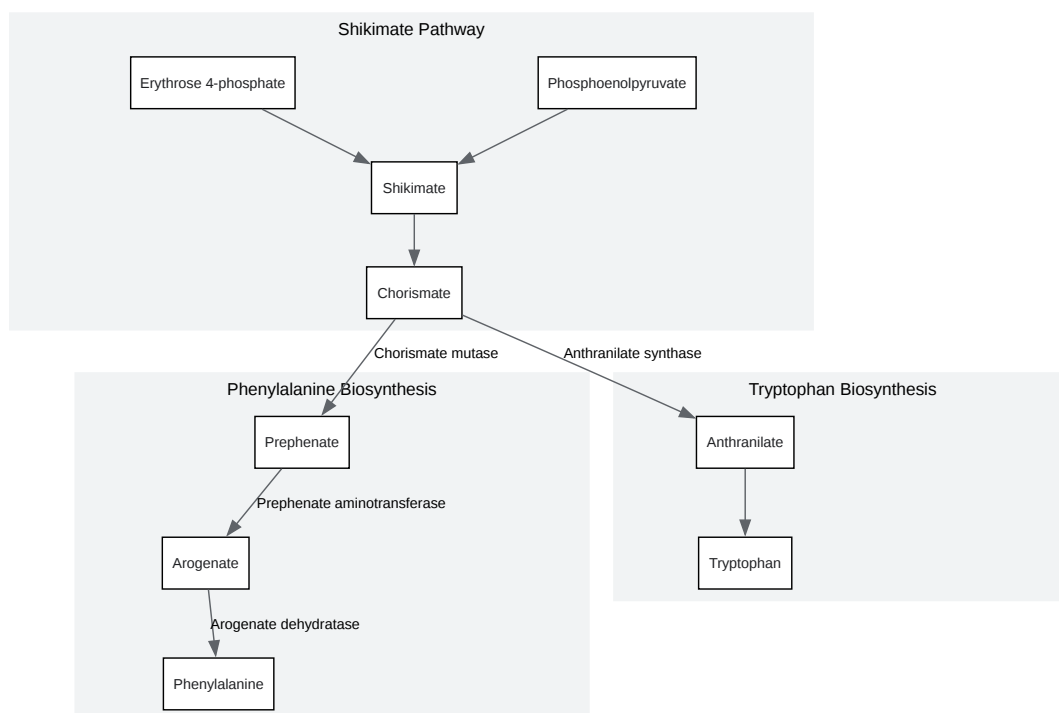 Shikimate Pathway
Erythrose 4-phosphate
Phosphoenolpyruvate
Shikimate
Chorismate
Chorismate mutase
Anthranilate synthase
Phenylalanine Biosynthesis
Tryptophan Biosynthesis
Prephenate
Anthranilate
Prephenate aminotransferase
Arogenate
Tryptophan
Arogenate dehydratase
Phenylalanine